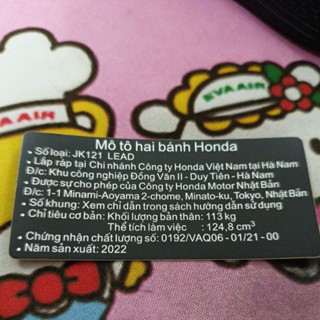 EVA AIR
EVA AIR
Mô tô hai bánh Honda
• Số loại: JK121 LEAD
• Lắp ráp tại Chi nhánh Công ty Honda Việt Nam tại Hà Nam
Đ/c: Khu công nghiệp Đồng Văn II - Duy Tiên - Hà Nam
• Được sự cho phép của Công ty Honda Motor Nhật Bản
Đ/c: 1-1 Minami-Aoyama 2-chome, Minato-ku, Tokyo, Nhật Bản
• Số khung: Xem chỉ dẫn trong sách hướng dẫn sử dụng
• Chỉ tiêu cơ bản: Khối lượng bản thân: 113 kg
Thể tích làm việc : 124,8 cm³
• Chứng nhận chất lượng số: 0192/VAQ06 - 01/21 - 00
• Năm sản xuất: 2022